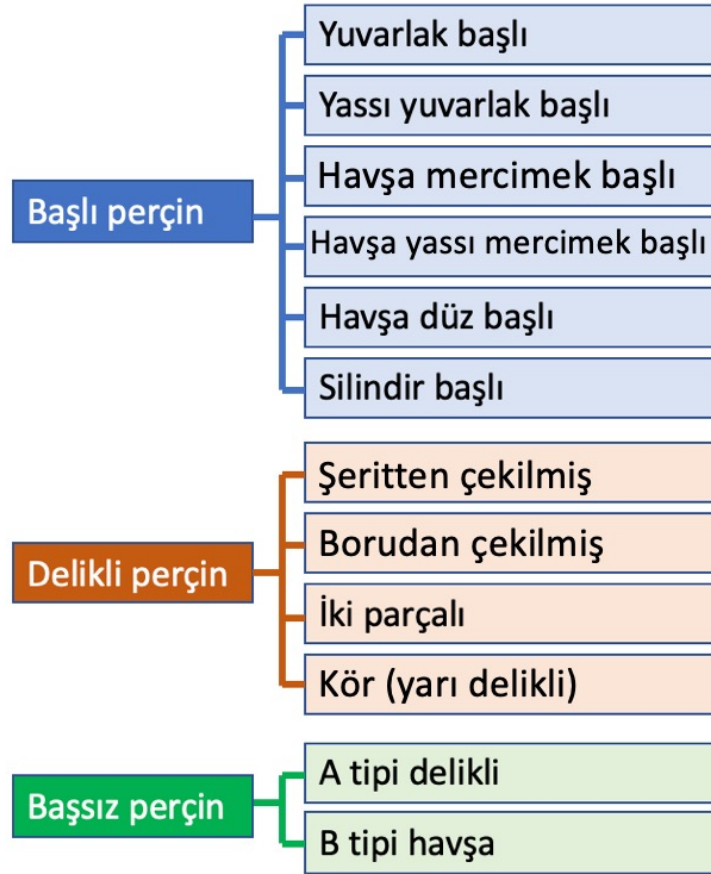 Başlı perçin
Yuvarlak başlı
Yassı yuvarlak başlı
Havşa mercimek başlı
Havşa yassı mercimek başlı
Havşa düz başlı
Silindir başlı
Delikli perçin
Şeritten çekilmiş
Borudan çekilmiş
İki parçalı
Kör (yarı delikli)
Başsız perçin
A tipi delikli
B tipi havşa